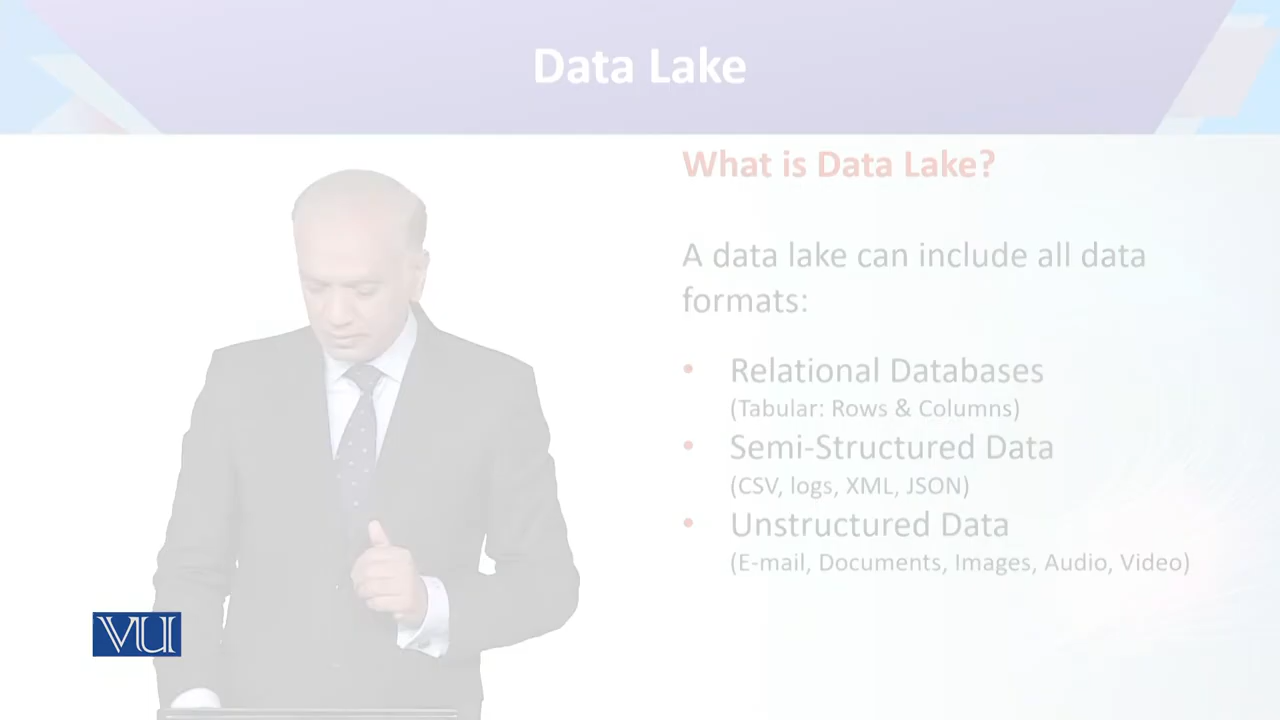 Data Lake
What is Data Lake?
A data lake can include all data
formats:
• Relational Databases
(Tabular: Rows & Columns)
• Semi-Structured Data
(CSV, logs, XML, JSON)
• Unstructured Data
(E-mail, Documents, Images, Audio, Video)
VU